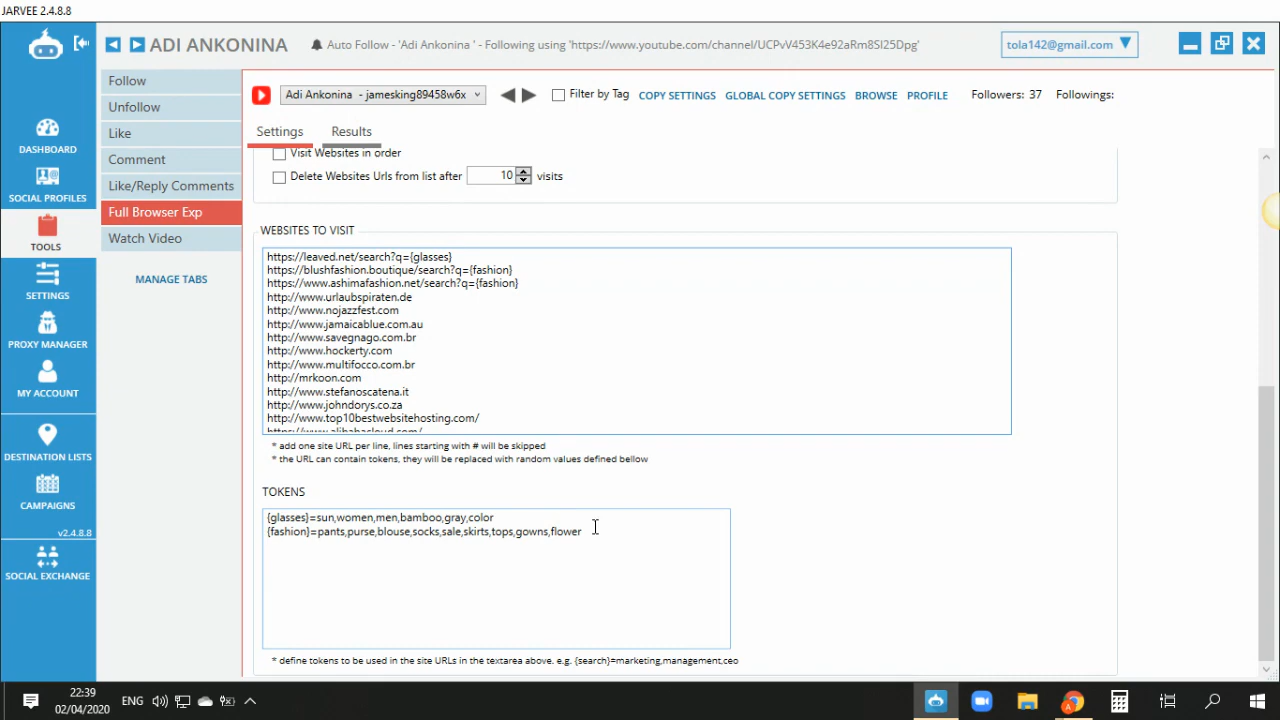 JARVEE 2.4.8.8
ADI ANKONINA
Auto Follow - 'Adi Ankonina ' - Following using 'https://www.youtube.com/channel/UCPvV453K4e92aRm8Sl25Dpg'
tola142@gmail.com
DASHBOARD
SOCIAL PROFILES
TOOLS
SETTINGS
PROXY MANAGER
MY ACCOUNT
DESTINATION LISTS
CAMPAIGNS
v2.4.8.8
SOCIAL EXCHANGE
Follow
Unfollow
Like
Comment
Like/Reply Comments
Full Browser Exp
Watch Video
MANAGE TABS
Adi Ankonina - jamesking89458w6x
Filter by Tag
COPY SETTINGS
GLOBAL COPY SETTINGS
BROWSE
PROFILE
Followers: 37
Followings:
Settings
Results
Visit Websites in order
Delete Websites Urls from list after 10 visits
WEBSITES TO VISIT
https://leaved.net/search?q={glasses}
https://blushfashion.boutique/search?q={fashion}
https://www.ashimafashion.net/search?q={fashion}
http://www.urlaubspiraten.de
http://www.nojazzfest.com
http://www.jamaicablue.com.au
http://www.savegnago.com.br
http://www.hockerty.com
http://www.multifocco.com.br
http://mrkoon.com
http://www.stefanoscatena.it
http://www.johndorys.co.za
http://www.top10bestwebsitehosting.com/
https://www.alibabacloud.com/
* add one site URL per line, lines starting with # will be skipped
* the URL can contain tokens, they will be replaced with random values defined bellow
TOKENS
{glasses}=sun,women,men,bamboo,gray,color
{fashion}=pants,purse,blouse,socks,sale,skirts,tops,gowns,flower
* define tokens to be used in the site URLs in the textarea above. e.g. {search}=marketing,management,ceo
22:39
02/04/2020
ENG